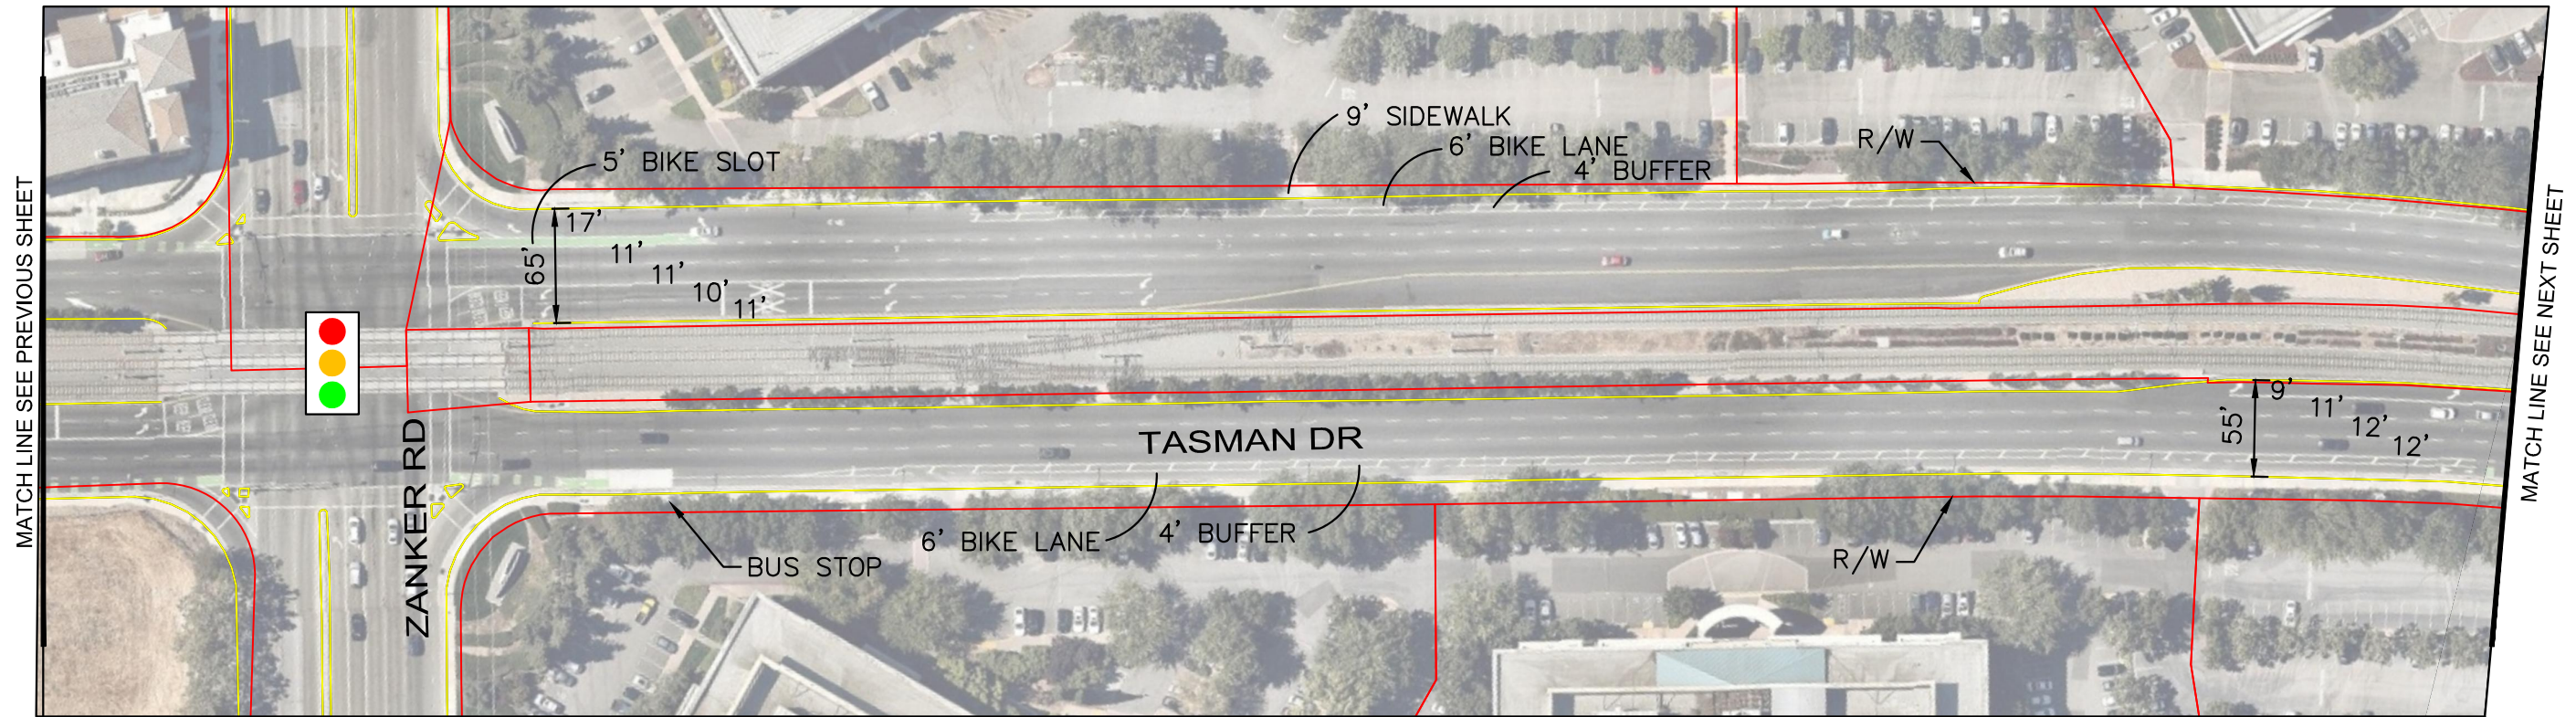 MATCH LINE SEE PREVIOUS SHEET
9' SIDEWALK
6' BIKE LANE
4' BUFFER
R/W
5' BIKE SLOT
17'
65'
11'
11'
10'
11'
MATCH LINE SEE NEXT SHEET
ZANKER RD
TASMAN DR
9'
55'
11'
12'
12'
6' BIKE LANE
4' BUFFER
BUS STOP
R/W